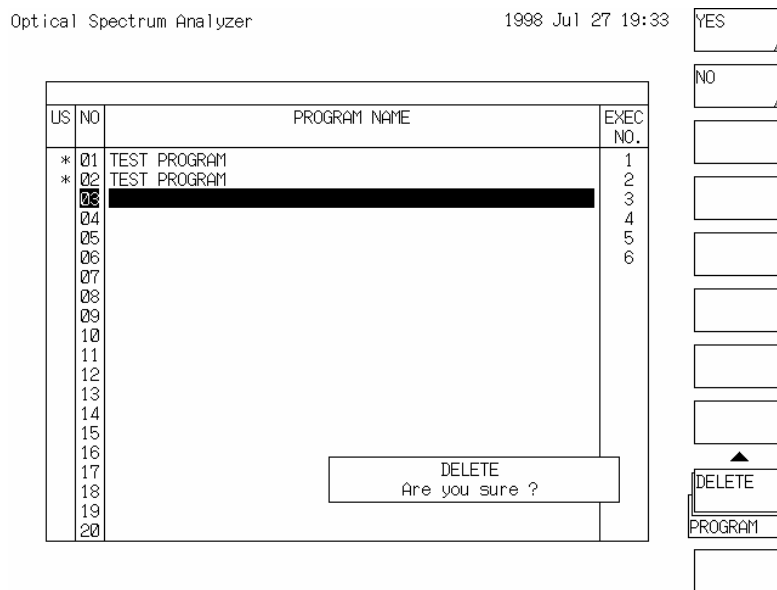 Optical Spectrum Analyzer 1998 Jul 27 19:33
YES
NO
US NO PROGRAM NAME EXEC
NO.
* 01 TEST PROGRAM 1
* 02 TEST PROGRAM 2
03 3
04 4
05 5
06 6
07
08
09
10
11
12
13
14
15
16
17
18
19
20
DELETE
Are you sure ?
DELETE
PROGRAM